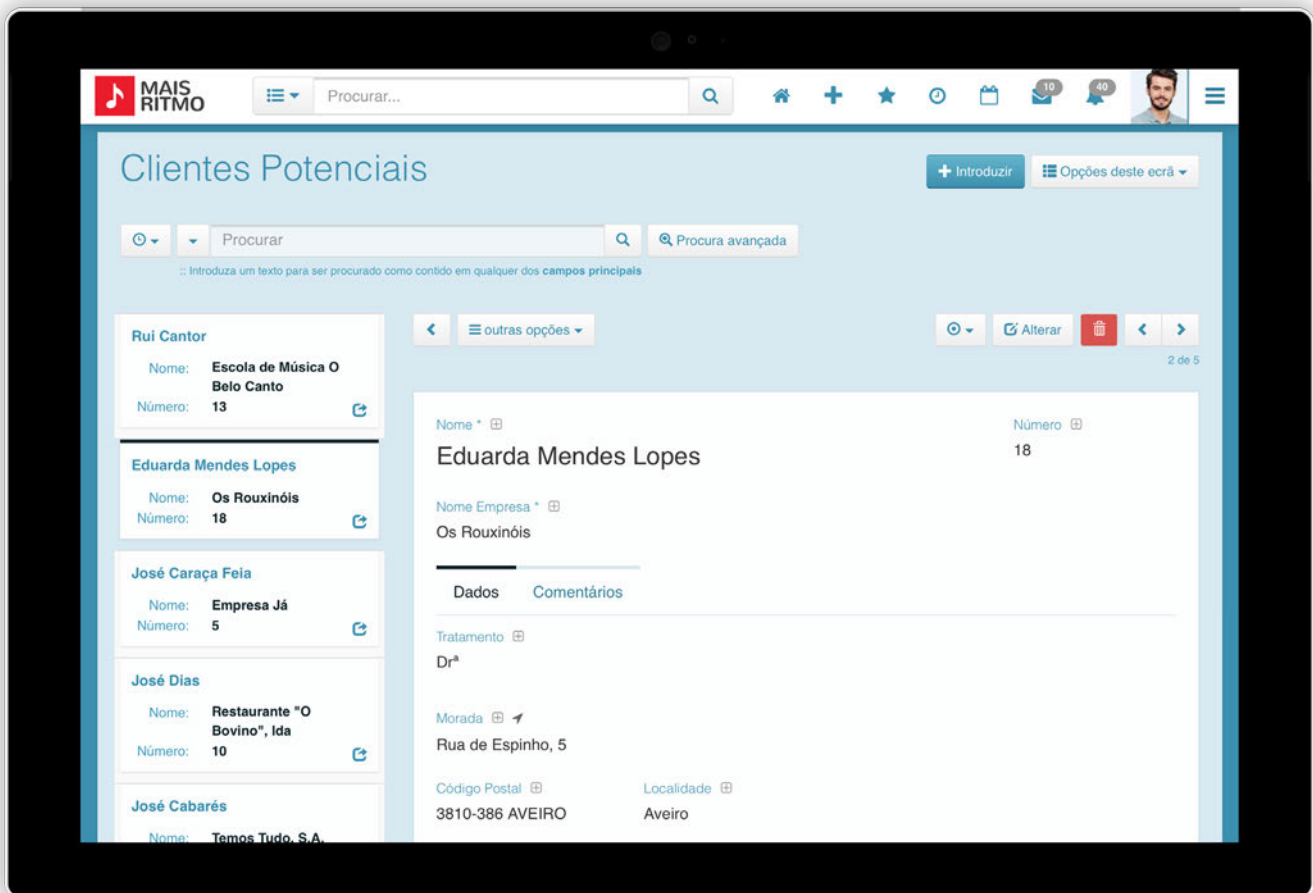 MAIS
RITMO
Procurar...
10
40
Clientes Potenciais
Introduzir
Opções deste ecrã
Procurar
Procura avançada
:: Introduza um texto para ser procurado como contido em qualquer dos campos principais
Rui Cantor
Nome: Escola de Música O
Belo Canto
Número: 13
Eduarda Mendes Lopes
Nome: Os Rouxinóis
Número: 18
José Caraça Feia
Nome: Empresa Já
Número: 5
José Dias
Nome: Restaurante "O
Bovino", lda
Número: 10
José Cabarés
Nome: Temos Tudo, S.A.
outras opções
Alterar
2 de 5
Nome *
Número
Eduarda Mendes Lopes
18
Nome Empresa *
Os Rouxinóis
Dados Comentários
Tratamento
Drª
Morada
Rua de Espinho, 5
Código Postal Localidade
3810-386 AVEIRO Aveiro